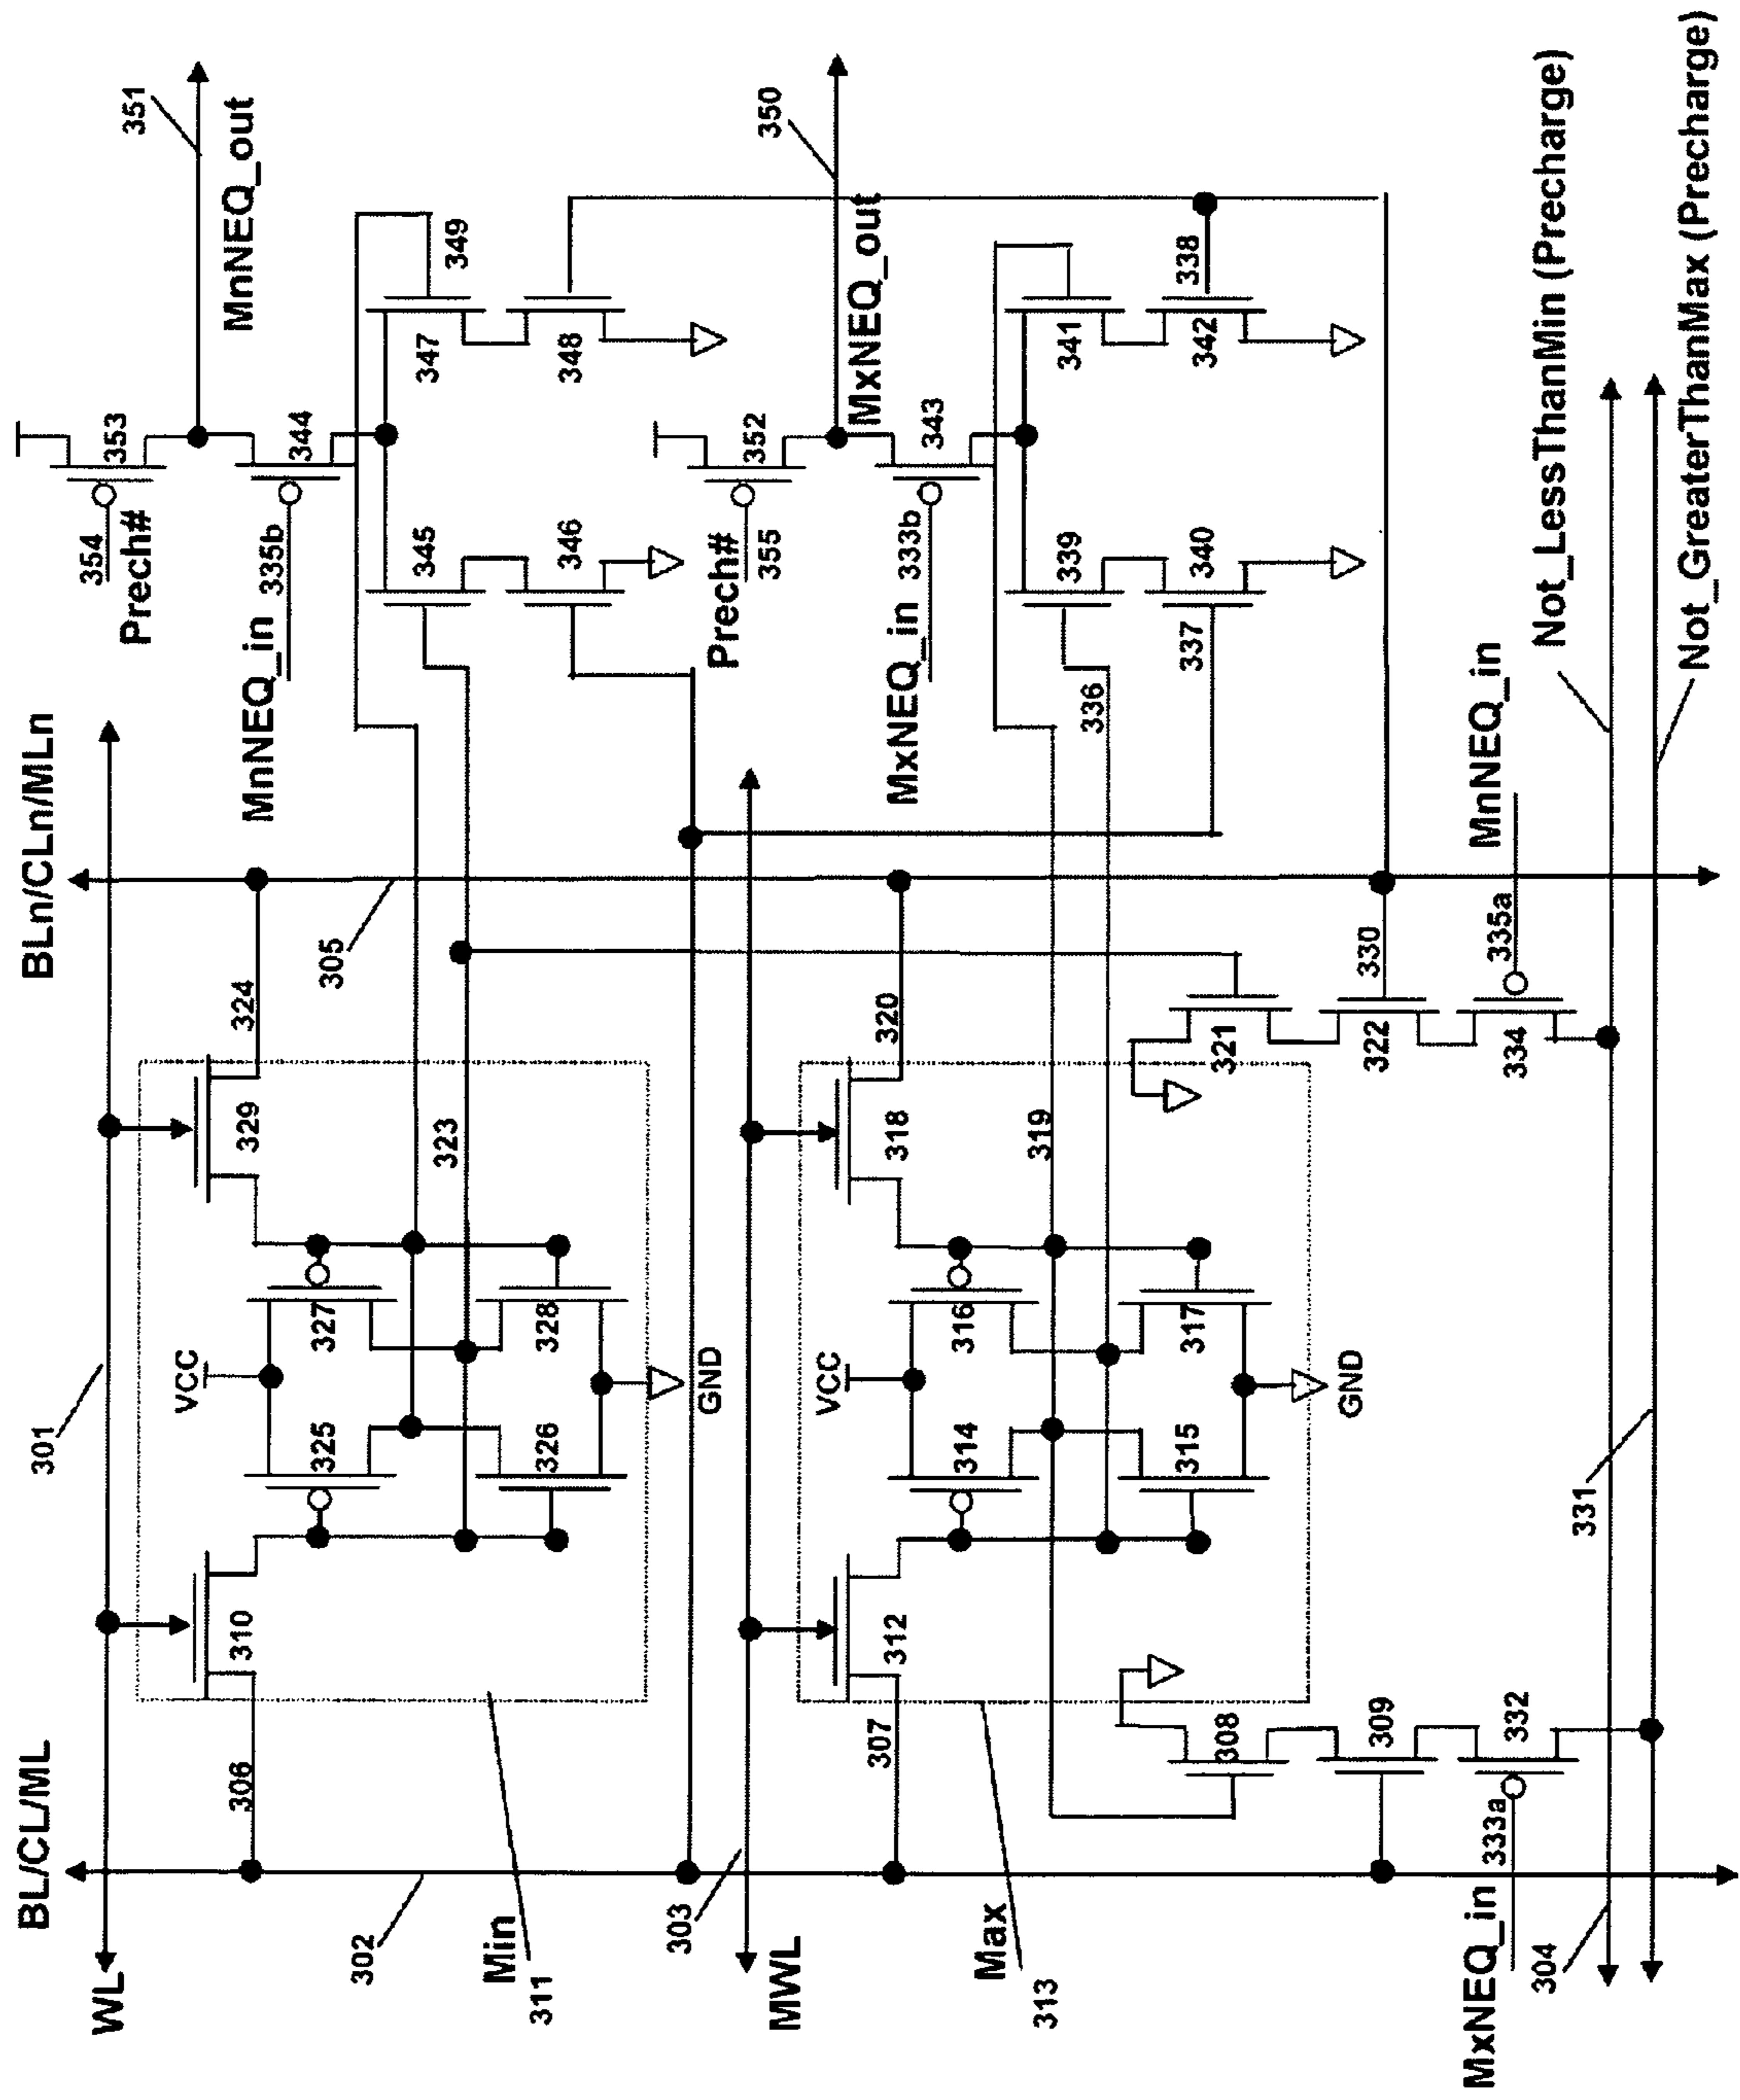 BL/CL/ML
301
BLn/CLn/MLn
354
WL
353
Prech#
351
VCC
306
310
329
324
MnNEQ_out
MnNEQ_in 335b
344
325
327
305
302
345
347
349
323
Min
311
326
328
346
348
303
GND
Prech#
355
352
350
MWL
VCC
MxNEQ_out
307
312
318
320
MxNEQ_in 333b
343
314
316
Max
313
319
336
339
341
315
317
337
340
338
342
308
321
GND
309
322
330
MxNEQ_in
333a
332
334
335a
MnNEQ_in
304
331
Not_LessThanMin (Precharge)
Not_GreaterThanMax (Precharge)